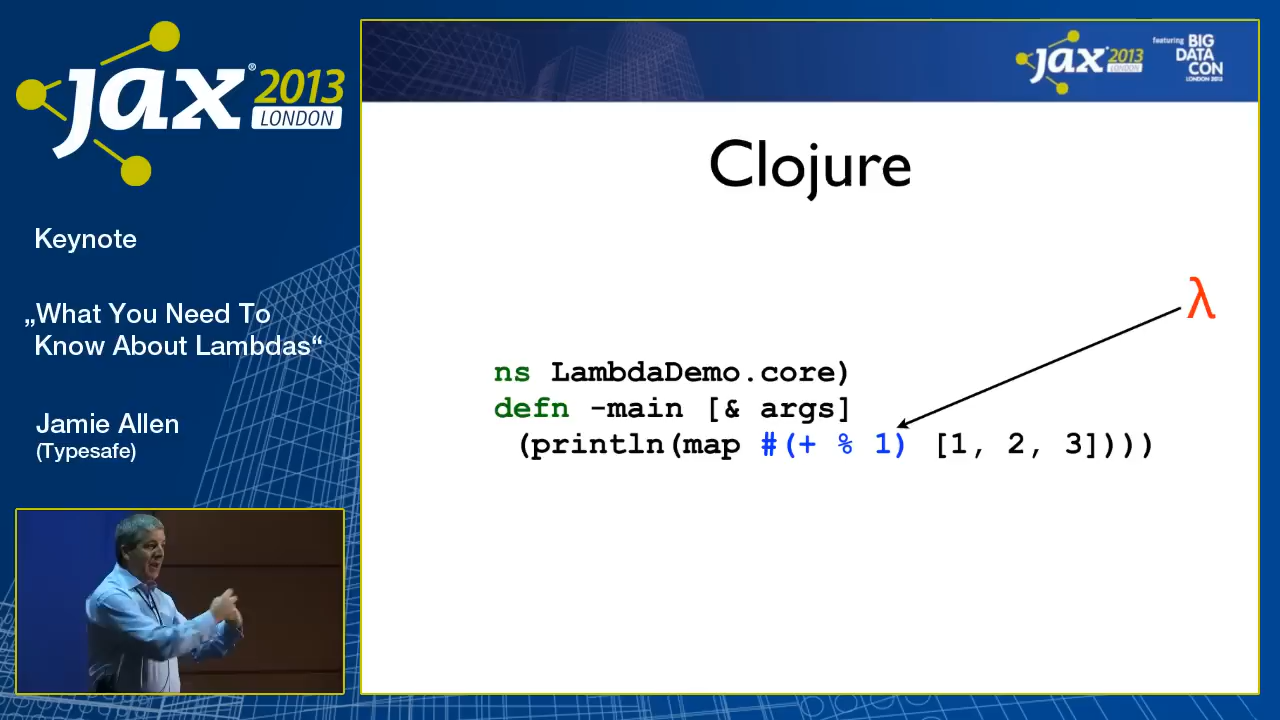 jax® 2013
LONDON
Keynote
„What You Need To
Know About Lambdas“
Jamie Allen
(Typesafe)
jax 2013
LONDON
featuring BIG
DATA
CON
LONDON 2013
Clojure
λ
ns LambdaDemo.core)
defn -main [& args]
(println(map #(+ % 1) [1, 2, 3])))